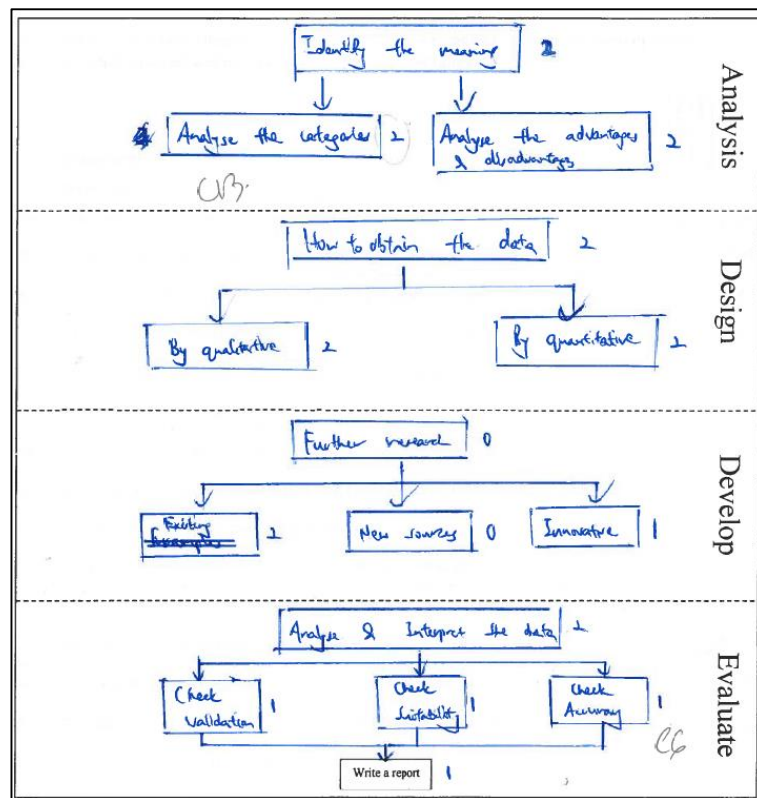 Identify the meaning 2
Analysis
Analyse the categories 2
Analyse the advantages
& disadvantages 2
How to obtain the data 2
Design
By qualitative 2
By quantitative 2
Further research 0
Develop
Existing 2
New sources 0
Innovative 1
Analyse & Interpret the data 2
Evaluate
Check
Validation 1
Check
Suitability 1
Check
Accuracy 1
Write a report 1